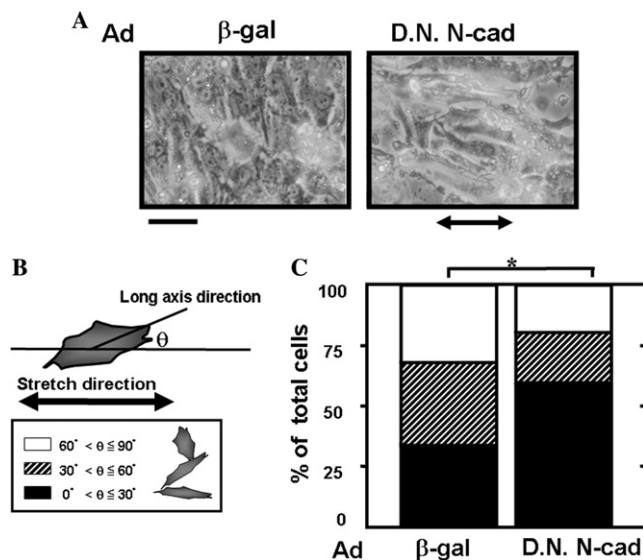 A
Ad β-gal D.N. N-cad
B
Long axis direction
θ
Stretch direction
60° < θ ≦ 90°
30° < θ ≦ 60°
0° < θ ≦ 30°
C
*
% of total cells
100
75
50
25
0
Ad β-gal D.N. N-cad